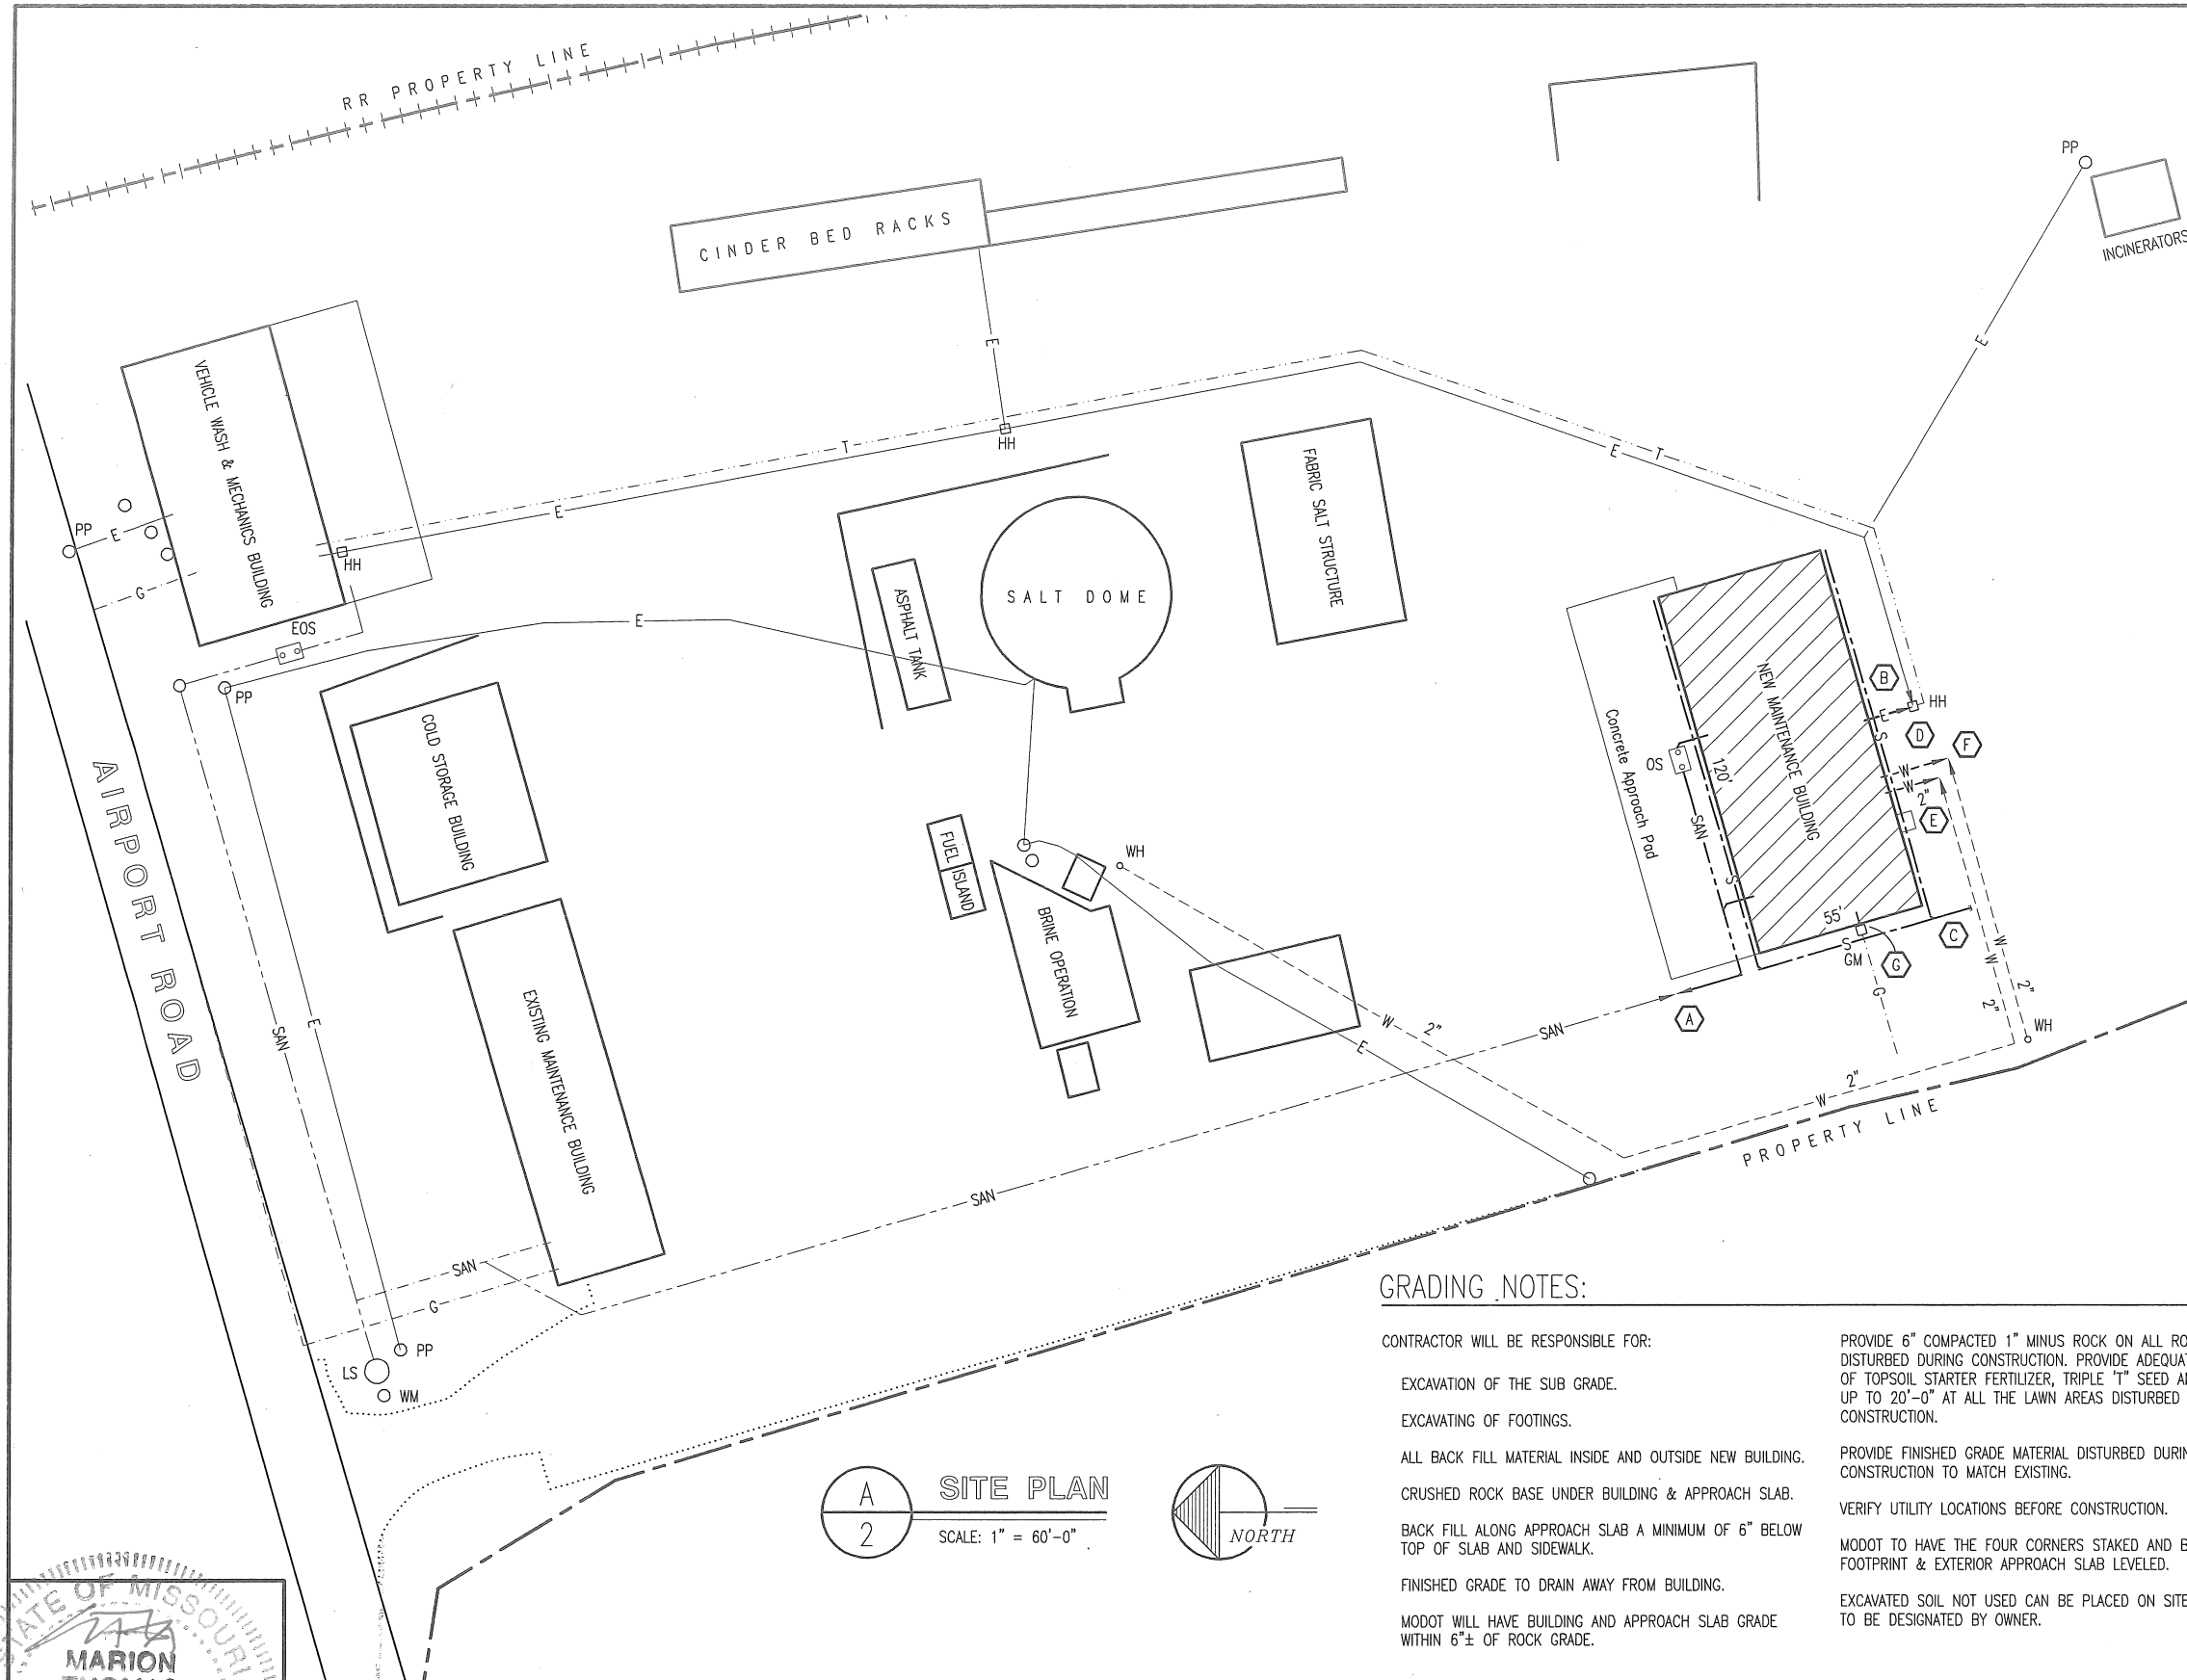 RR PROPERTY LINE
CINDER BED RACKS
PP
INCINERATORS
E
HH
T
E
E
T
E
VEHICLE WASH & MECHANICS BUILDING
PP
E
G
HH
EOS
PP
E
ASPHALT TANK
SALT DOME
FABRIC SALT STRUCTURE
COLD STORAGE BUILDING
AIRPORT ROAD
SAN
E
EXISTING MAINTENANCE BUILDING
FUEL ISLAND
BRINE OPERATION
WH
Concrete Approach Pad
NEW MAINTENANCE BUILDING
120'
55'
OS
SAN
S
B
E
HH
S
D
F
W
W
2"
E
C
S
GM
G
G
W
W
2"
2"
WH
A
SAN
W 2"
E
W 2"
PROPERTY LINE
SAN
SAN
G
PP
LS
WM
A
2
SITE PLAN
SCALE: 1" = 60'-0"
NORTH
GRADING NOTES:
CONTRACTOR WILL BE RESPONSIBLE FOR:
EXCAVATION OF THE SUB GRADE.
EXCAVATING OF FOOTINGS.
ALL BACK FILL MATERIAL INSIDE AND OUTSIDE NEW BUILDING.
CRUSHED ROCK BASE UNDER BUILDING & APPROACH SLAB.
BACK FILL ALONG APPROACH SLAB A MINIMUM OF 6" BELOW
TOP OF SLAB AND SIDEWALK.
FINISHED GRADE TO DRAIN AWAY FROM BUILDING.
MODOT WILL HAVE BUILDING AND APPROACH SLAB GRADE
WITHIN 6"± OF ROCK GRADE.
PROVIDE 6" COMPACTED 1" MINUS ROCK ON ALL
DISTURBED DURING CONSTRUCTION. PROVIDE
OF TOPSOIL STARTER FERTILIZER, TRIPLE 'T" SEED
UP TO 20'-0" AT ALL THE LAWN AREAS DISTURBED
CONSTRUCTION.
PROVIDE FINISHED GRADE MATERIAL DISTURBED
CONSTRUCTION TO MATCH EXISTING.
VERIFY UTILITY LOCATIONS BEFORE CONSTRUCTION.
MODOT TO HAVE THE FOUR CORNERS STAKED AND
FOOTPRINT & EXTERIOR APPROACH SLAB LEVELED.
EXCAVATED SOIL NOT USED CAN BE PLACED ON SITE
TO BE DESIGNATED BY OWNER.
STATE OF MISSOURI
MARION